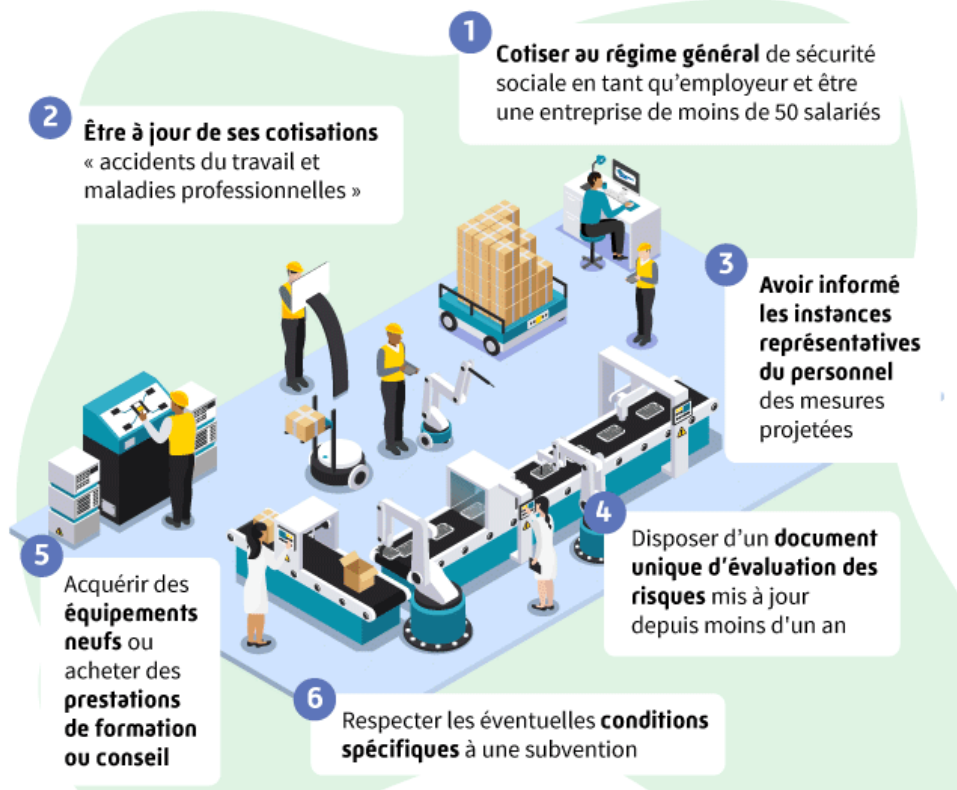 1
Cotiser au régime général de sécurité
sociale en tant qu'employeur et être
une entreprise de moins de 50 salariés
2
Être à jour de ses cotisations
« accidents du travail et
maladies professionnelles »
3
Avoir informé
les instances
représentatives
du personnel
des mesures
projetées
4
Disposer d'un document
unique d'évaluation des
risques mis à jour
depuis moins d'un an
5
Acquérir des
équipements
neufs ou
acheter des
prestations
de formation
ou conseil
6
Respecter les éventuelles conditions
spécifiques à une subvention